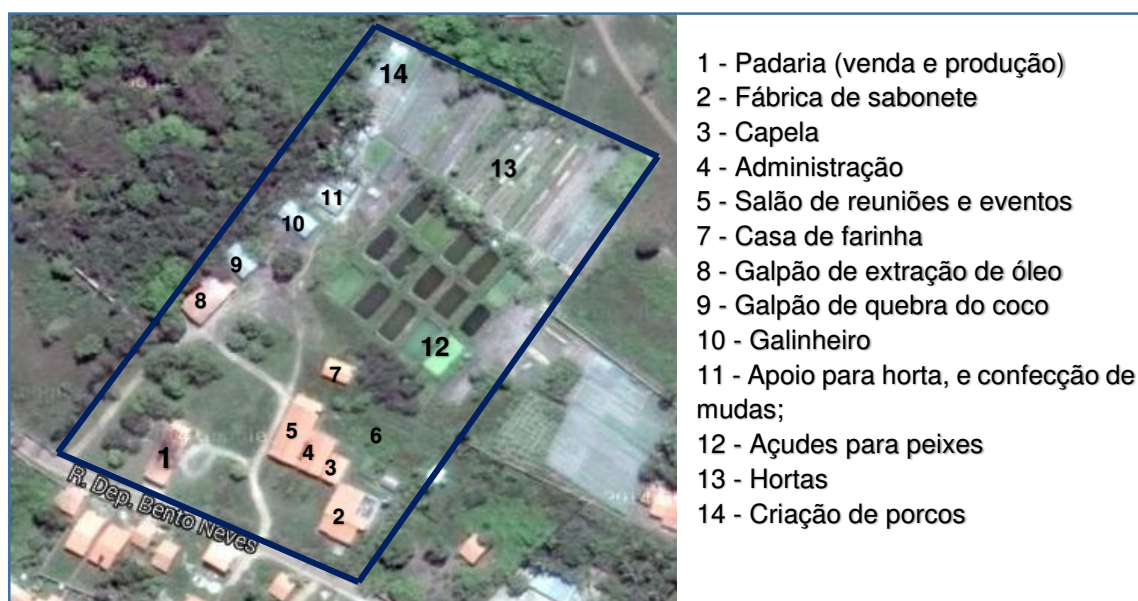 14
13
11
10
9
8
12
7
5
6
4
1
3
2
R. Dep. Bento Neves
1 - Padaria (venda e produção)
2 - Fábrica de sabonete
3 - Capela
4 - Administração
5 - Salão de reuniões e eventos
7 - Casa de farinha
8 - Galpão de extração de óleo
9 - Galpão de quebra do coco
10 - Galinheiro
11 - Apoio para horta, e confecção de
mudas;
12 - Açudes para peixes
13 - Hortas
14 - Criação de porcos